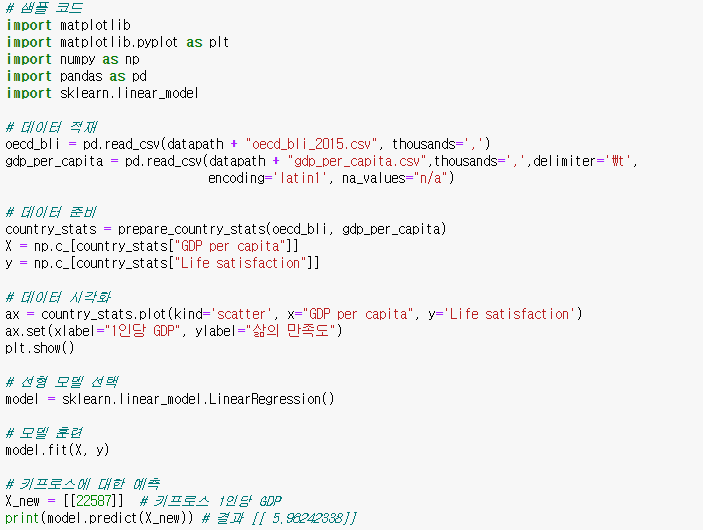 # 샘플 코드
import matplotlib
import matplotlib.pyplot as plt
import numpy as np
import pandas as pd
import sklearn.linear_model
# 데이터 적재
oecd_bli = pd.read_csv(datapath + "oecd_bli_2015.csv", thousands=',')
gdp_per_capita = pd.read_csv(datapath + "gdp_per_capita.csv",thousands=',',delimiter='₩t',
encoding='latin1', na_values="n/a")
# 데이터 준비
country_stats = prepare_country_stats(oecd_bli, gdp_per_capita)
X = np.c_[country_stats["GDP per capita"]]
y = np.c_[country_stats["Life satisfaction"]]
# 데이터 시각화
ax = country_stats.plot(kind='scatter', x="GDP per capita", y='Life satisfaction')
ax.set(xlabel="1인당 GDP", ylabel="삶의 만족도")
plt.show()
# 선형 모델 선택
model = sklearn.linear_model.LinearRegression()
# 모델 훈련
model.fit(X, y)
# 키프로스에 대한 예측
X_new = [[22587]] # 키프로스 1인당 GDP
print(model.predict(X_new)) # 결과 [[ 5.96242338]]